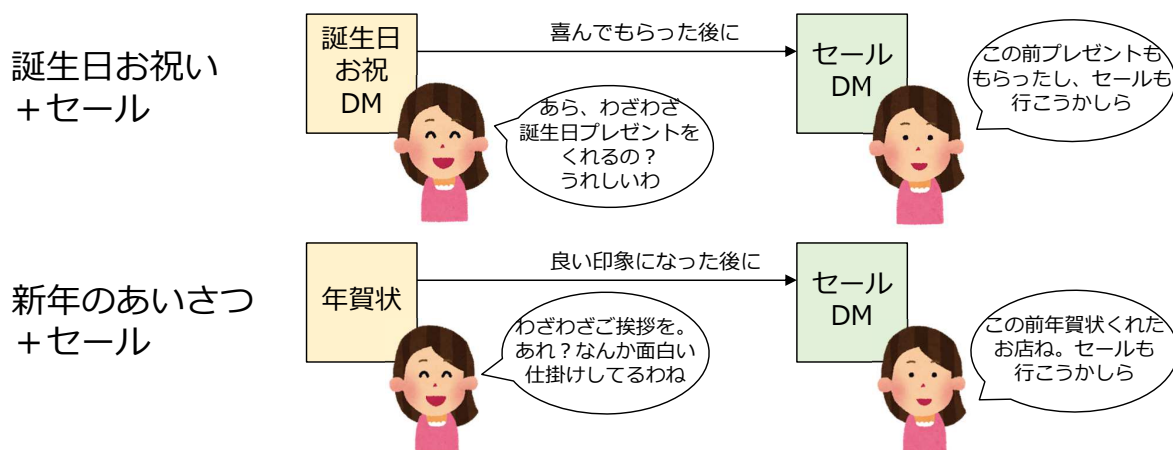 誕生日お祝い
＋セール
誕生日
お祝
DM
喜んでもらった後に
セール
DM
あら、わざわざ
誕生日プレゼントを
くれるの？
うれしいわ
この前プレゼントも
もらったし、セールも
行こうかしら
新年のあいさつ
＋セール
年賀状
良い印象になった後に
セール
DM
わざわざご挨拶を。
あれ？なんか面白い
仕掛けしてるわね
この前年賀状くれた
お店ね。セールも
行こうかしら